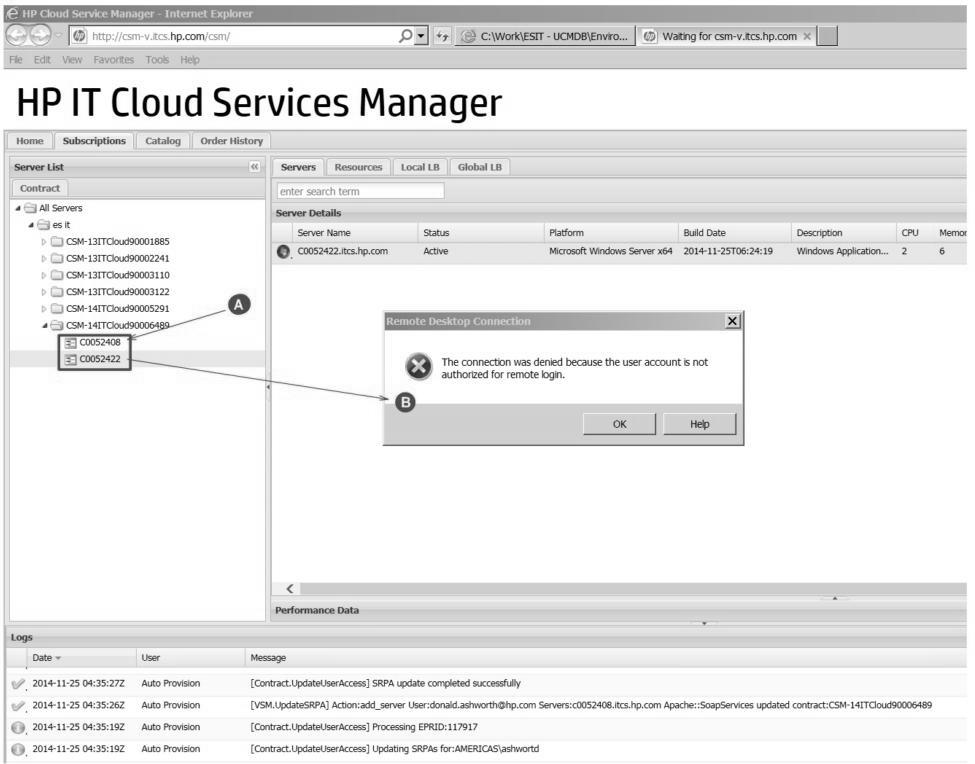 HP Cloud Service Manager - Internet Explorer
http://csm-v.itcs.hp.com/csm/
C:\Work\ESIT - UCMDB\Enviro...
Waiting for csm-v.itcs.hp.com
File Edit View Favorites Tools Help
HP IT Cloud Services Manager
Home Subscriptions Catalog Order History
Server List
Servers Resources Local LB Global LB
Contract
enter search term
All Servers
es it
CSM-13ITCloud90001885
CSM-13ITCloud90002241
CSM-13ITCloud90003110
CSM-13ITCloud90003122
CSM-14ITCloud90005291
CSM-14ITCloud90006489
C0052408
C0052422
A
Server Details
Server Name Status Platform Build Date Description CPU Memor
C0052422.itcs.hp.com Active Microsoft Windows Server x64 2014-11-25T06:24:19 Windows Application... 2 6
Remote Desktop Connection
The connection was denied because the user account is not
authorized for remote login.
B
OK Help
Performance Data
Logs
Date User Message
2014-11-25 04:35:27Z Auto Provision [Contract.UpdateUserAccess] SRPA update completed successfully
2014-11-25 04:35:26Z Auto Provision [VSM.UpdateSRPA] Action:add_server User:donald.ashworth@hp.com Servers:c0052408.itcs.hp.com Apache::SoapServices updated contract:CSM-14ITCloud90006489
2014-11-25 04:35:19Z Auto Provision [Contract.UpdateUserAccess] Processing EPRID:117917
2014-11-25 04:35:19Z Auto Provision [Contract.UpdateUserAccess] Updating SRPAs for:AMERICAS\ashwortd